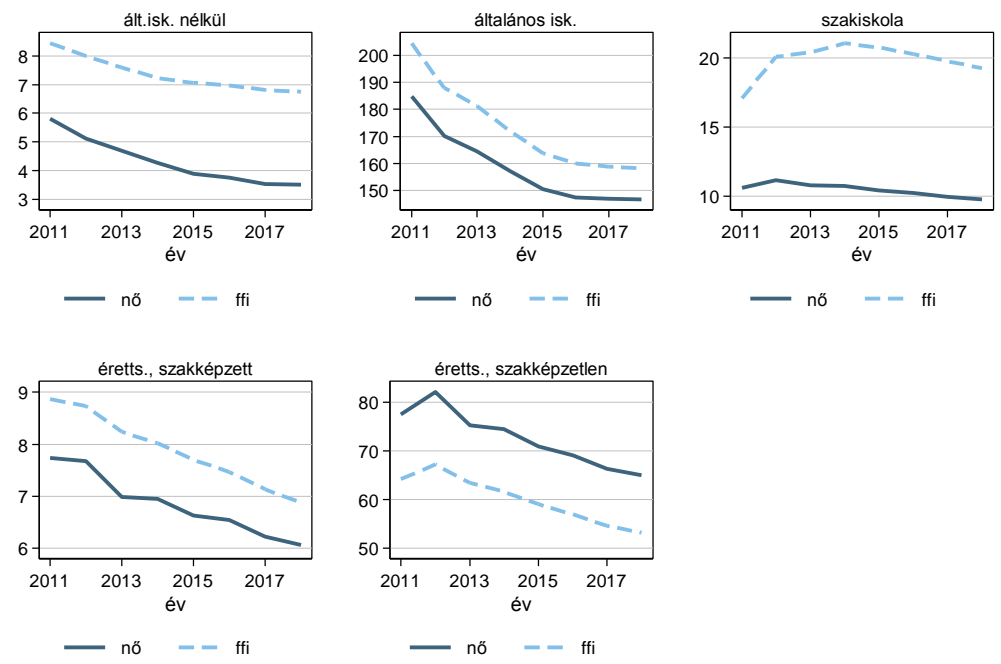 ált.isk. nélkül
8
7
6
5
4
3
2011 2013 2015 2017
év
nő ffi
általános isk.
200
190
180
170
160
150
2011 2013 2015 2017
év
nő ffi
szakiskola
20
15
10
2011 2013 2015 2017
év
nő ffi
éretts., szakképzett
9
8
7
6
2011 2013 2015 2017
év
nő ffi
éretts., szakképzetlen
80
70
60
50
2011 2013 2015 2017
év
nő ffi